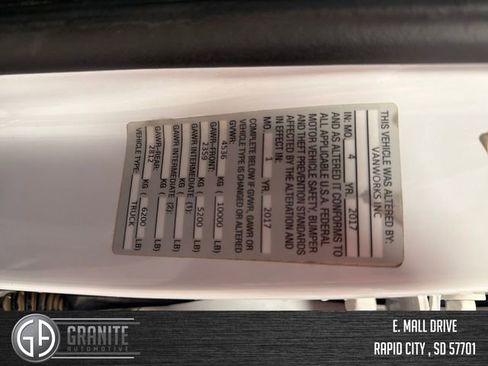 THIS VEHICLE WAS ALTERED BY:
VANWORKS INC
IN: MO. 4 YR. 2017
AND AS ALTERED IT CONFORMS TO
ALL APPLICABLE U.S.A. FEDERAL
MOTOR VEHICLE SAFETY, BUMPER
AND THEFT PREVENTION STANDARDS
AFFECTED BY THE ALTERATION AND
IN EFFECT IN:
MO. 1 YR. 2017
COMPLETE BELOW IF GVWR, GAWR OR
VEHICLE TYPE IS CHANGED OR ALTERED
GVWR:
4536 KG ( 10000 LB)
GAWR-FRONT:
2359 KG ( 5200 LB)
GAWR INTERMEDIATE (1):
KG ( LB)
GAWR INTERMEDIATE (2):
KG ( LB)
GAWR-REAR:
2812 KG ( 6200 LB)
VEHICLE TYPE: TRUCK
GA GRANITE
AUTOMOTIVE
E. MALL DRIVE
RAPID CITY , SD 57701